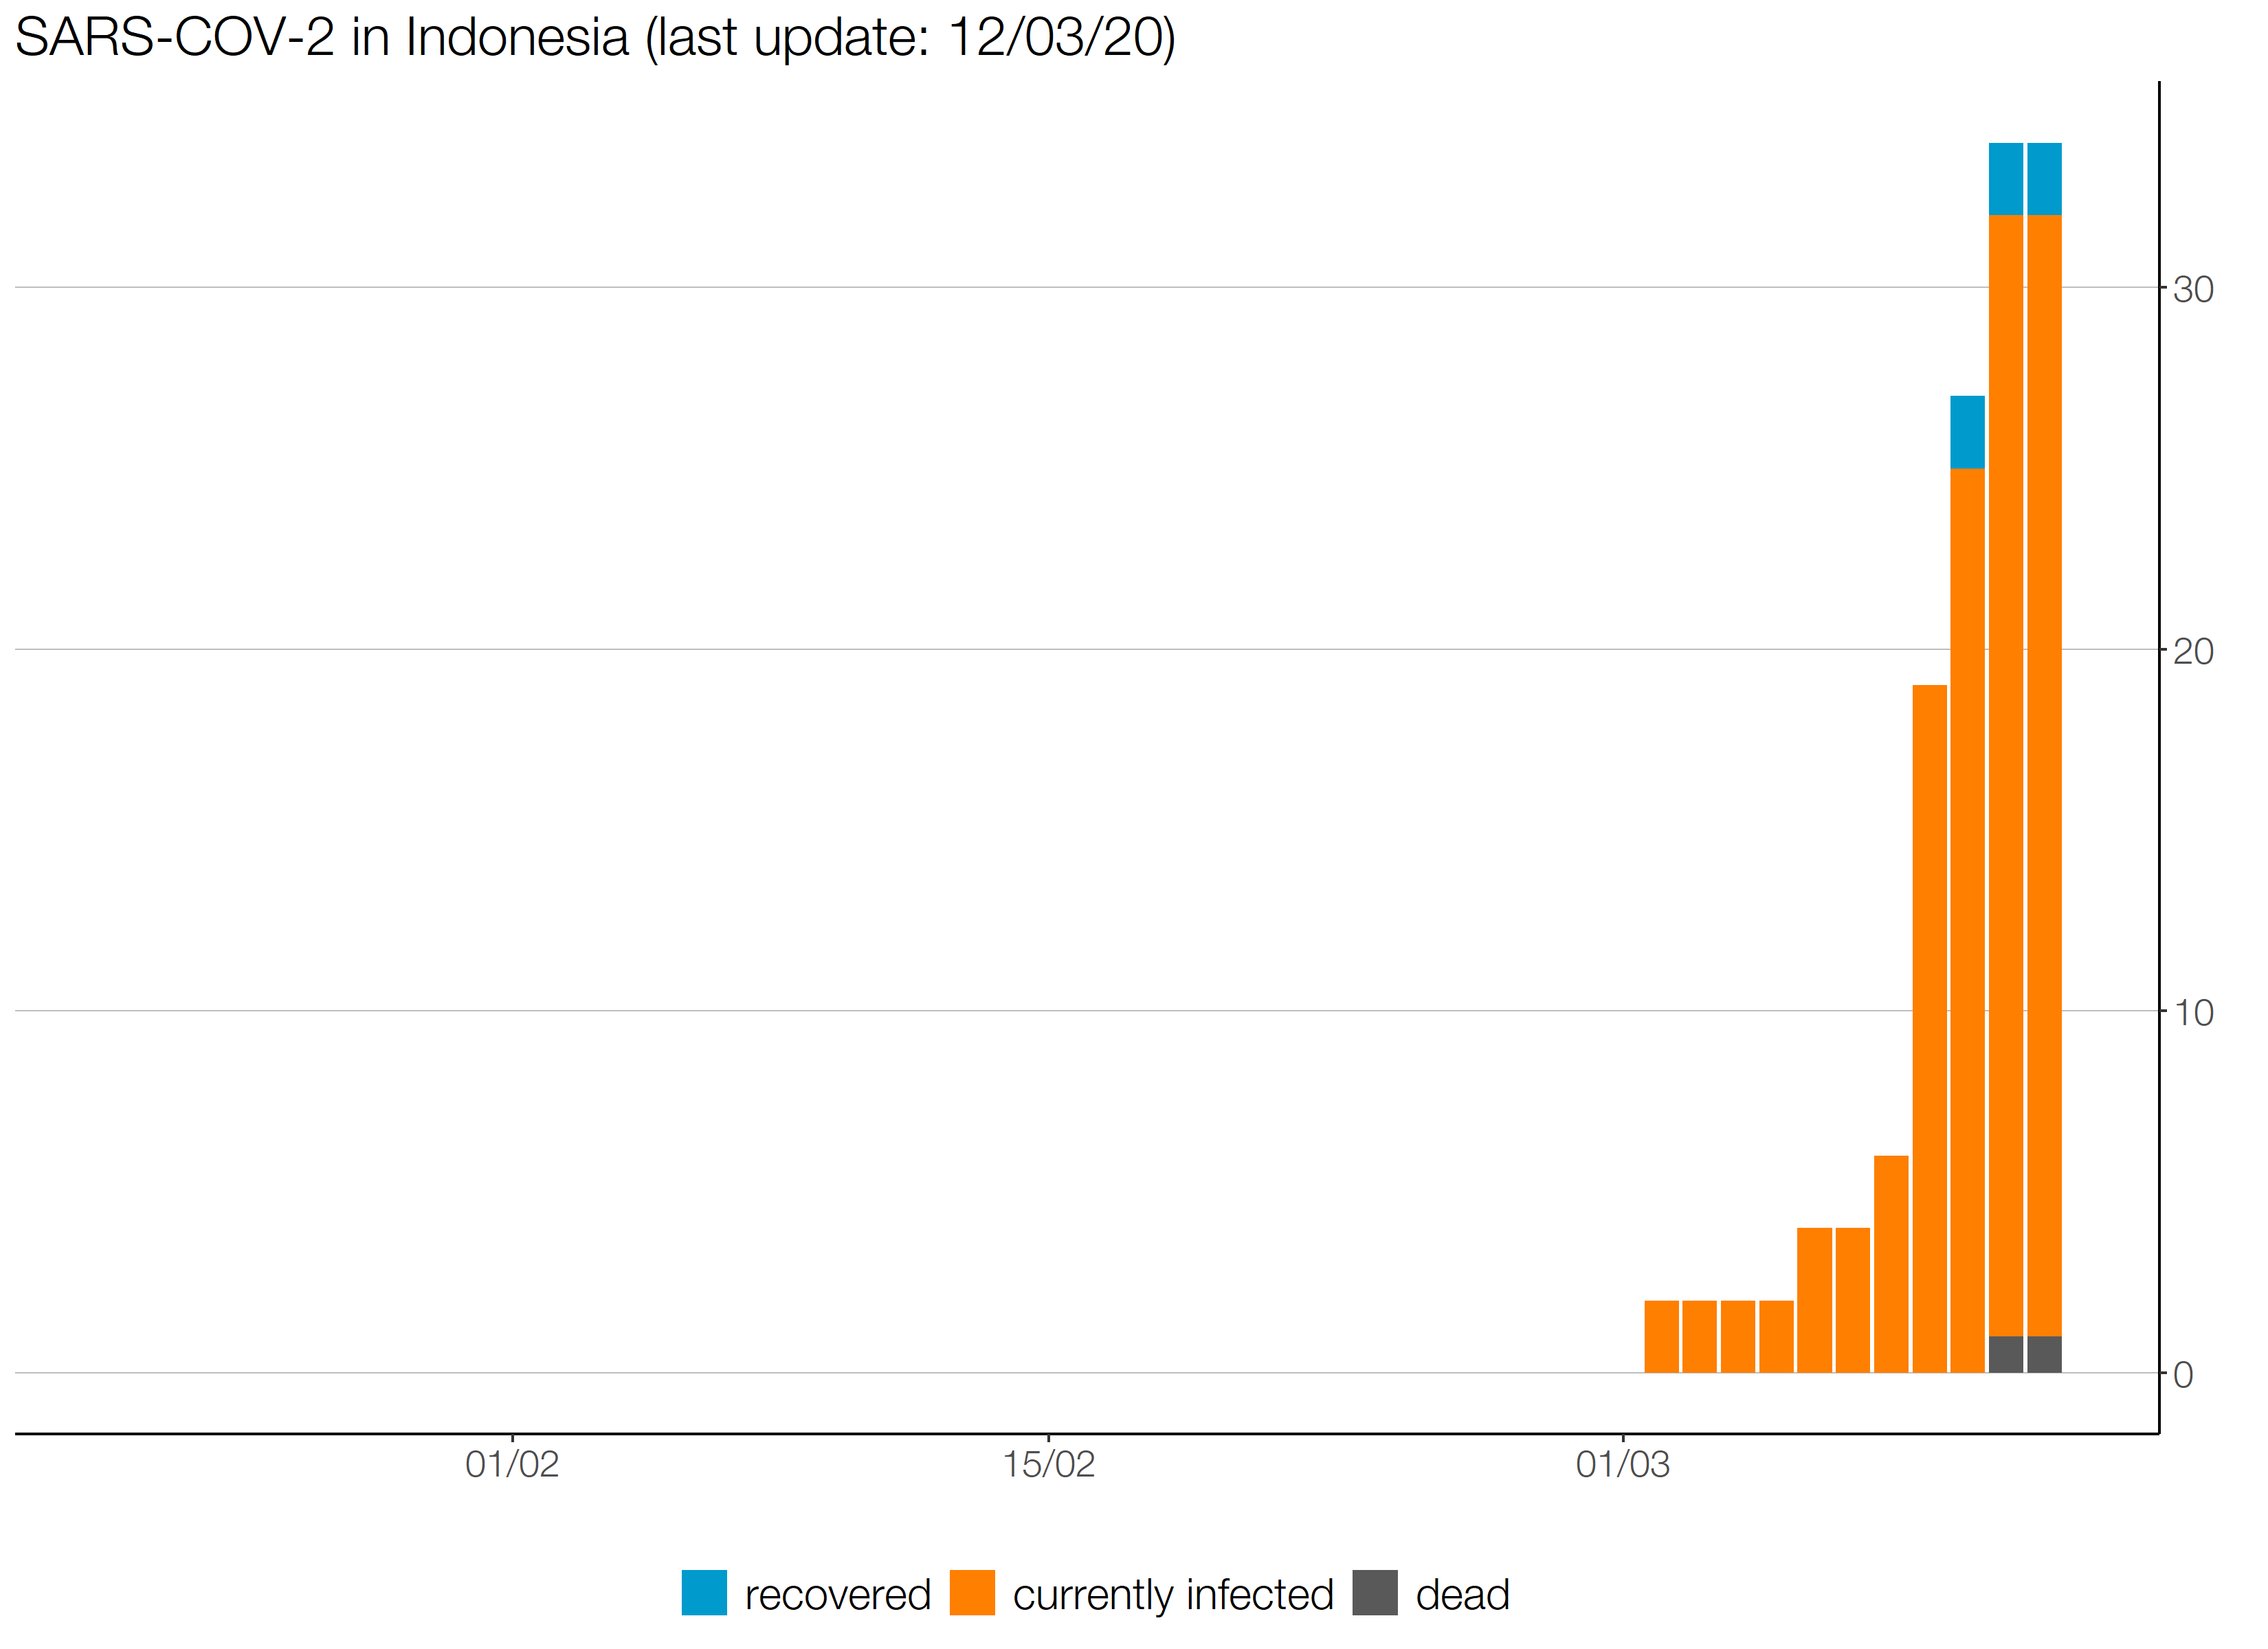 SARS-COV-2 in Indonesia (last update: 12/03/20)
30
20
10
0
01/02 15/02 01/03
recovered currently infected dead